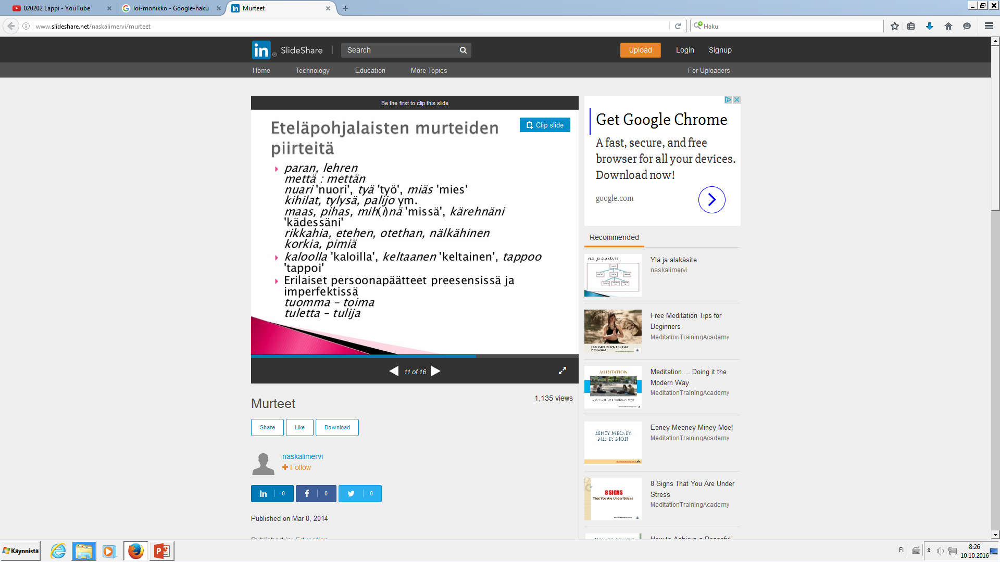 020202 Lappi - YouTube
loi-monikko - Google-haku
Murteet
www.slideshare.net/naskalimervi/murteet
Haku
in ® SlideShare
Search
Upload
Login
Signup
Home
Technology
Education
More Topics
For Uploaders
Be the first to clip this slide
Clip slide
Eteläpohjalaisten murteiden
piirteitä
paran, lehren
mettä : mettän
nuari 'nuori', tyä 'työ', miäs 'mies'
kihilat, tylysä, palijo ym.
maas, pihas, mih(i)nä 'missä', kärehnäni
'kädessäni'
rikkahia, etehen, otethan, nälkähinen
korkia, pimiä
kaloolla 'kaloilla', keltaanen 'keltainen', tappoo
'tappoi'
Erilaiset persoonapäätteet preesensissä ja
imperfektissä
tuomma – toima
tuletta – tulija
11 of 16
Murteet
1,135 views
Share
Like
Download
naskalimervi
Follow
in 0
f 0
0
Published on Mar 8, 2014
Published in: Education
Get Google Chrome
A fast, secure, and free
browser for all your devices.
Download now!
google.com
Recommended
YLÄ- JA ALAKÄSITE
Ylä ja alakäsite
naskalimervi
Free Meditation Tips for
Beginners
MeditationTrainingAcademy
MEDITATION
DOING IT THE MODERN WAY
Meditation ... Doing it the
Modern Way
MeditationTrainingAcademy
EENEY MEENEY
MINEY MOE!
Eeney Meeney Miney Moe!
MeditationTrainingAcademy
8 SIGNS
That You Are Under Stress
8 Signs That You Are Under
Stress
MeditationTrainingAcademy
How to Achieve a Peaceful
Käynnistä
FI
8:26
10.10.2016